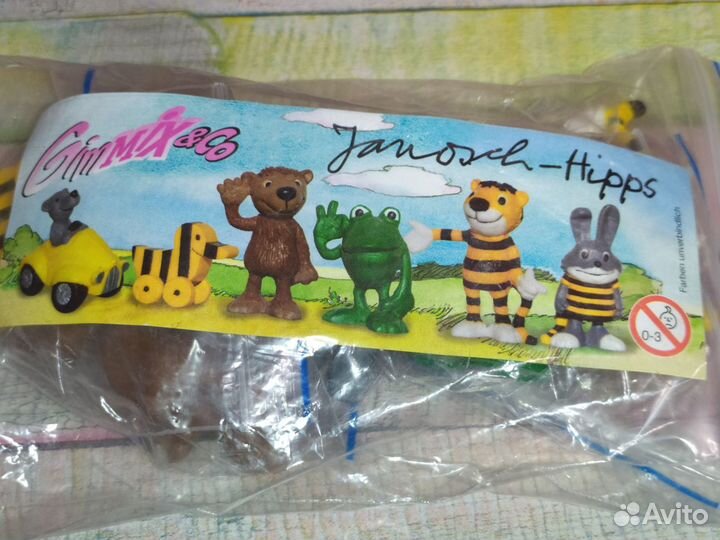 GimMIX&Co
Janosch-Hipps
Farben unverbindlich
0-3
Avito